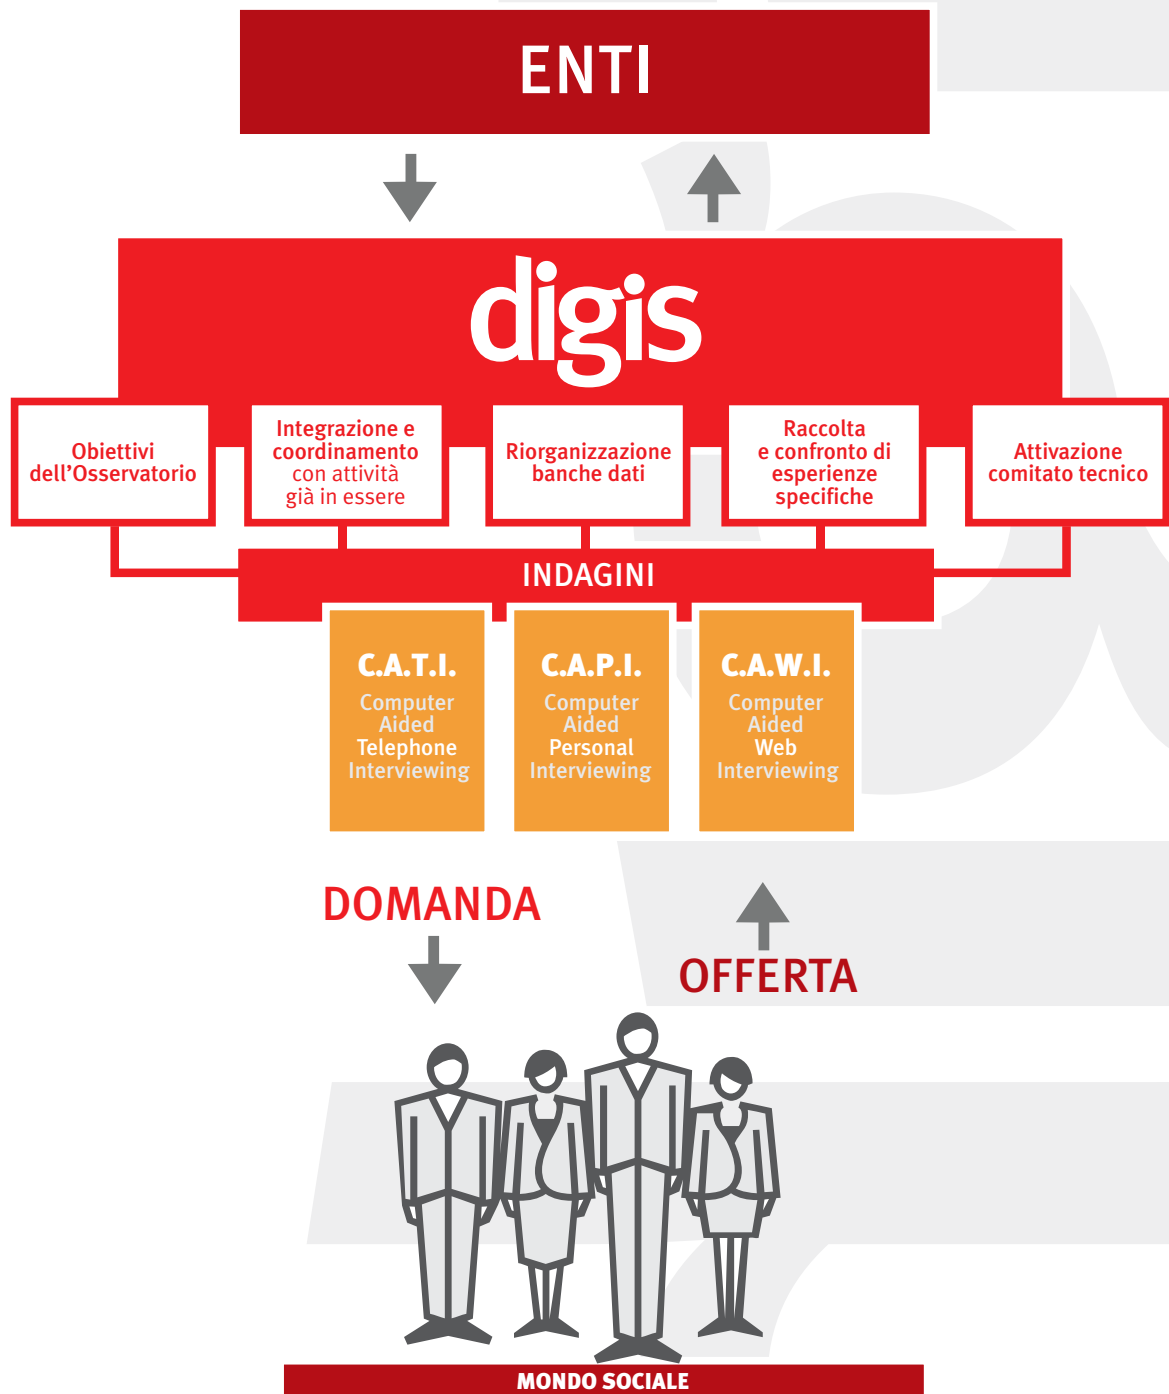 ENTI
digis
Obiettivi
dell’Osservatorio
Integrazione e
coordinamento
con attività
già in essere
Riorganizzazione
banche dati
Raccolta
e confronto di
esperienze
specifiche
Attivazione
comitato tecnico
INDAGINI
C.A.T.I.
Computer
Aided
Telephone
Interviewing
C.A.P.I.
Computer
Aided
Personal
Interviewing
C.A.W.I.
Computer
Aided
Web
Interviewing
DOMANDA
OFFERTA
MONDO SOCIALE